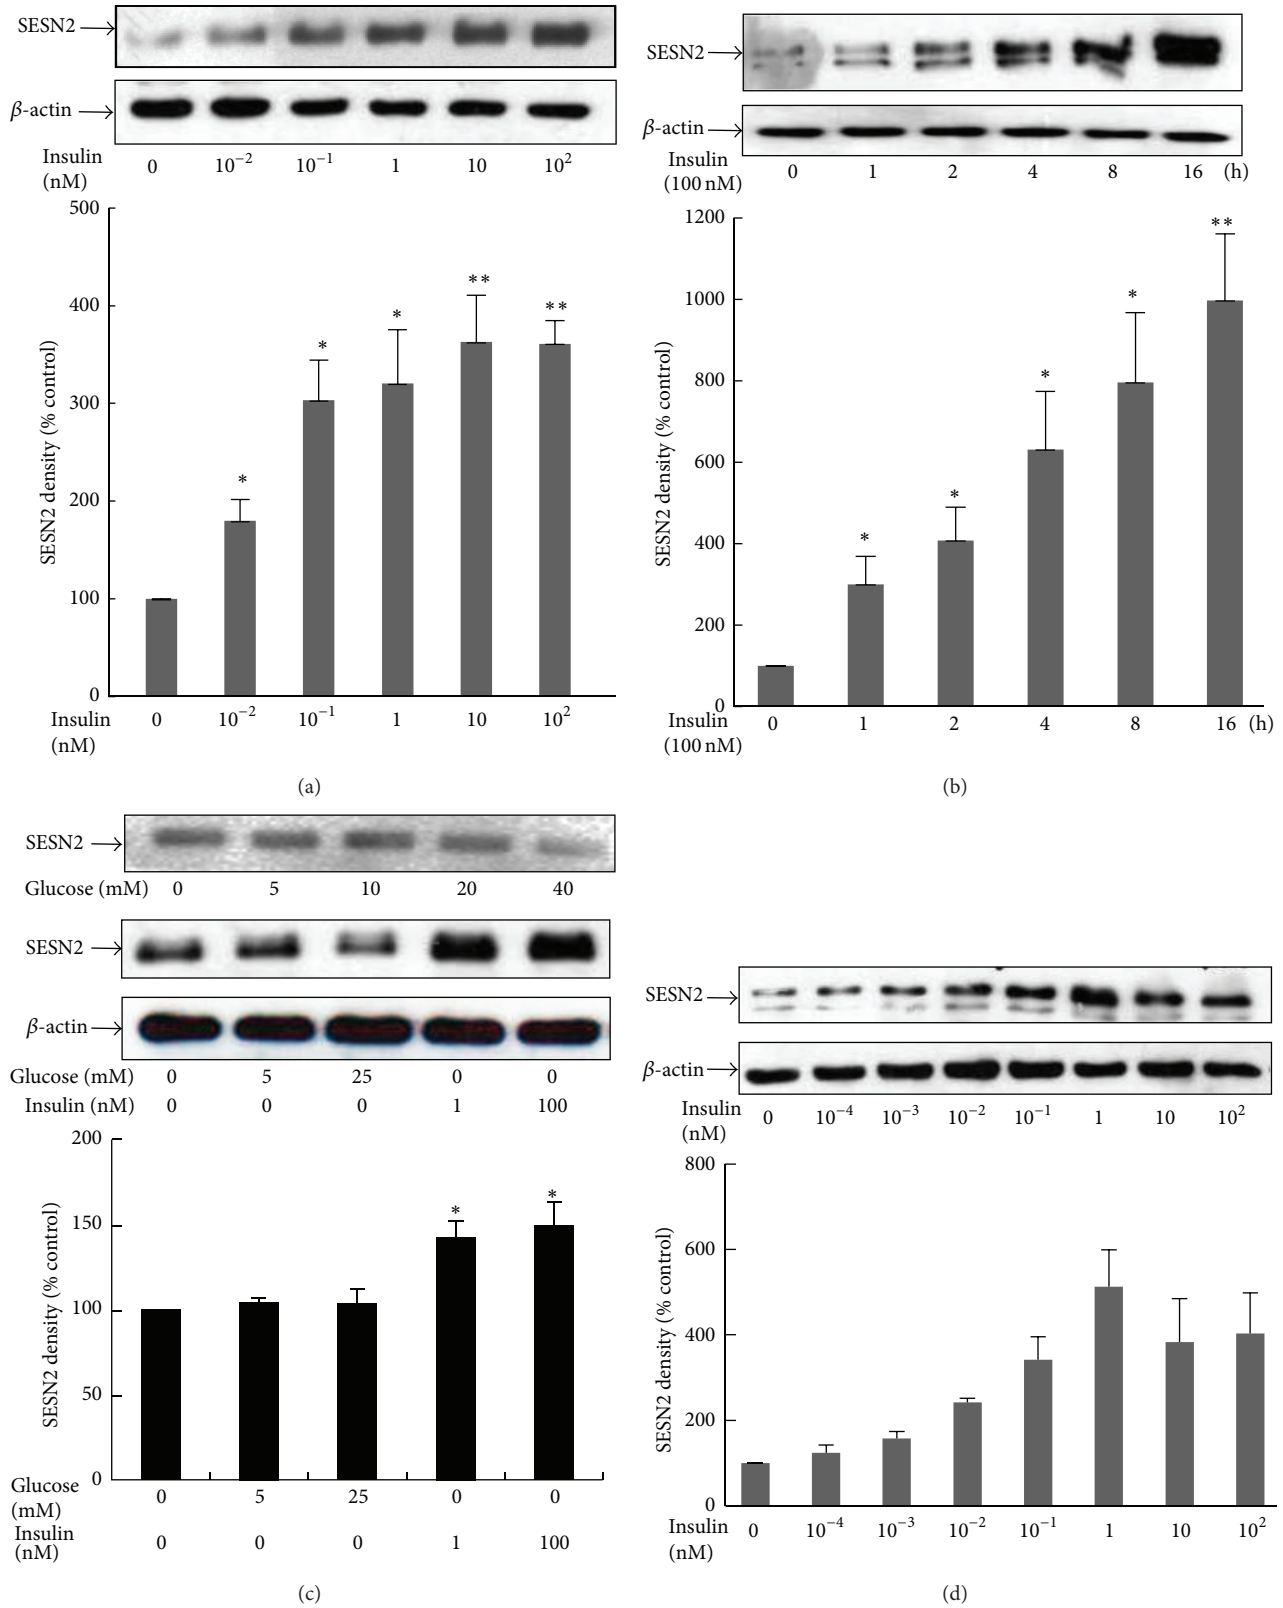 SESN2
β-actin
Insulin (nM) 0 10⁻² 10⁻¹ 1 10 10²
SESN2 density (% control)
500
400
300
200
100
0
* * * ** **
Insulin (nM) 0 10⁻² 10⁻¹ 1 10 10²
(a)
SESN2
β-actin
Insulin (100 nM) 0 1 2 4 8 16 (h)
SESN2 density (% control)
1200
1000
800
600
400
200
0
* * * * **
Insulin (100 nM) 0 1 2 4 8 16 (h)
(b)
SESN2
Glucose (mM) 0 5 10 20 40
SESN2
β-actin
Glucose (mM) 0 5 25 0 0
Insulin (nM) 0 0 0 1 100
SESN2 density (% control)
200
150
100
50
0
* *
Glucose (mM) 0 5 25 0 0
Insulin (nM) 0 0 0 1 100
(c)
SESN2
β-actin
Insulin (nM) 0 10⁻⁴ 10⁻³ 10⁻² 10⁻¹ 1 10 10²
SESN2 density (% control)
800
600
400
200
0
Insulin (nM) 0 10⁻⁴ 10⁻³ 10⁻² 10⁻¹ 1 10 10²
(d)